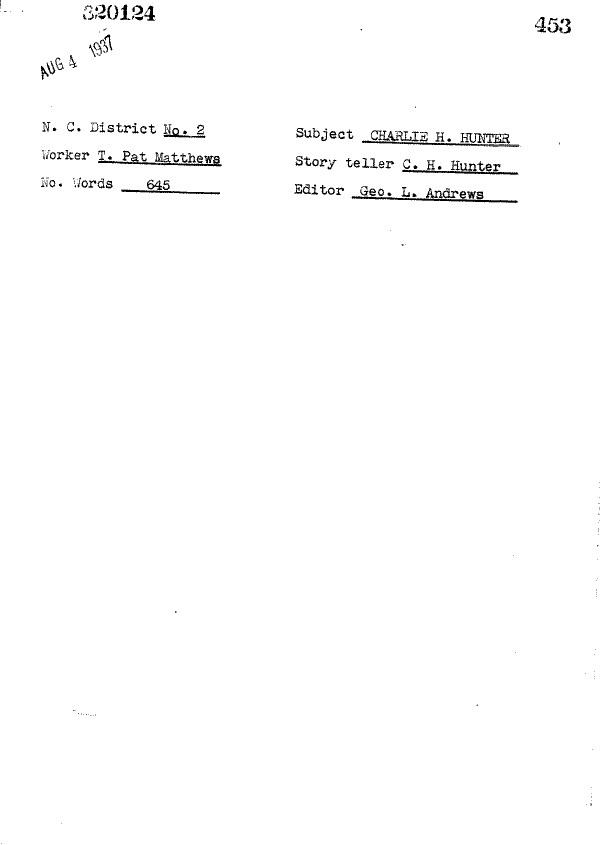 320124
453
AUG 4 1937
N. C. District No. 2
Worker T. Pat Matthews
No. Words 645
Subject CHARLIE H. HUNTER
Story teller C. H. Hunter
Editor Geo. L. Andrews